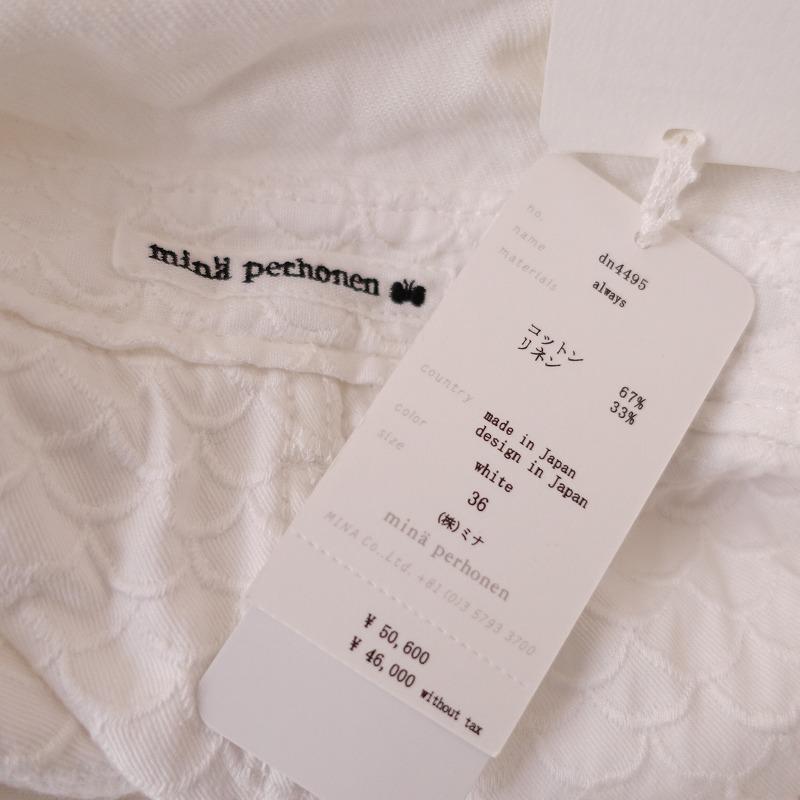 minä perhonen
no.
dn4495
name
always
materials
コットン 67%
リネン 33%
country
made in Japan
design in Japan
color
white
size
36
(株)ミナ
minä perhonen
MINA Co.,Ltd. +81(0)3 5793 3700
¥ 50,600
¥ 46,000 without tax